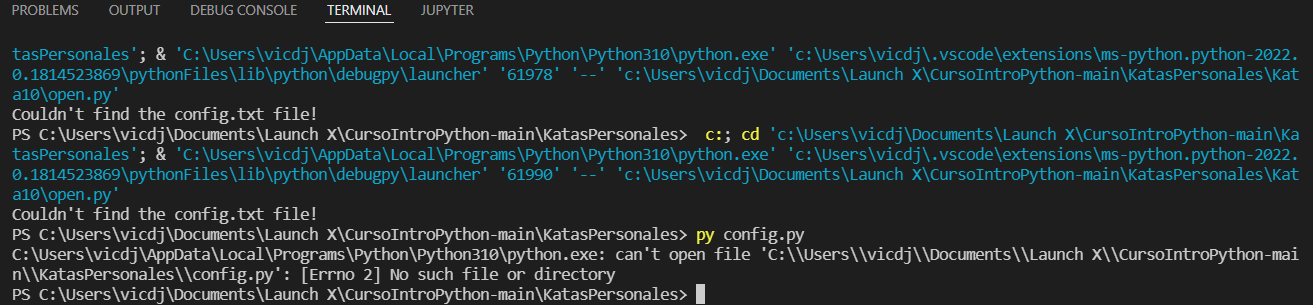 PROBLEMS OUTPUT DEBUG CONSOLE TERMINAL JUPYTER
tasPersonales'; & 'C:\Users\vicdj\AppData\Local\Programs\Python\Python310\python.exe' 'c:\Users\vicdj\.vscode\extensions\ms-python.python-2022.
0.1814523869\pythonFiles\lib\python\debugpy\launcher' '61978' '--' 'c:\Users\vicdj\Documents\Launch X\CursoIntroPython-main\KatasPersonales\Kat
a10\open.py'
Couldn't find the config.txt file!
PS C:\Users\vicdj\Documents\Launch X\CursoIntroPython-main\KatasPersonales>  c:; cd 'c:\Users\vicdj\Documents\Launch X\CursoIntroPython-main\Ka
tasPersonales'; & 'C:\Users\vicdj\AppData\Local\Programs\Python\Python310\python.exe' 'c:\Users\vicdj\.vscode\extensions\ms-python.python-2022.
0.1814523869\pythonFiles\lib\python\debugpy\launcher' '61990' '--' 'c:\Users\vicdj\Documents\Launch X\CursoIntroPython-main\KatasPersonales\Kat
a10\open.py'
Couldn't find the config.txt file!
PS C:\Users\vicdj\Documents\Launch X\CursoIntroPython-main\KatasPersonales> py config.py
C:\Users\vicdj\AppData\Local\Programs\Python\Python310\python.exe: can't open file 'C:\\Users\\vicdj\\Documents\\Launch X\\CursoIntroPython-mai
n\\KatasPersonales\\config.py': [Errno 2] No such file or directory
PS C:\Users\vicdj\Documents\Launch X\CursoIntroPython-main\KatasPersonales>